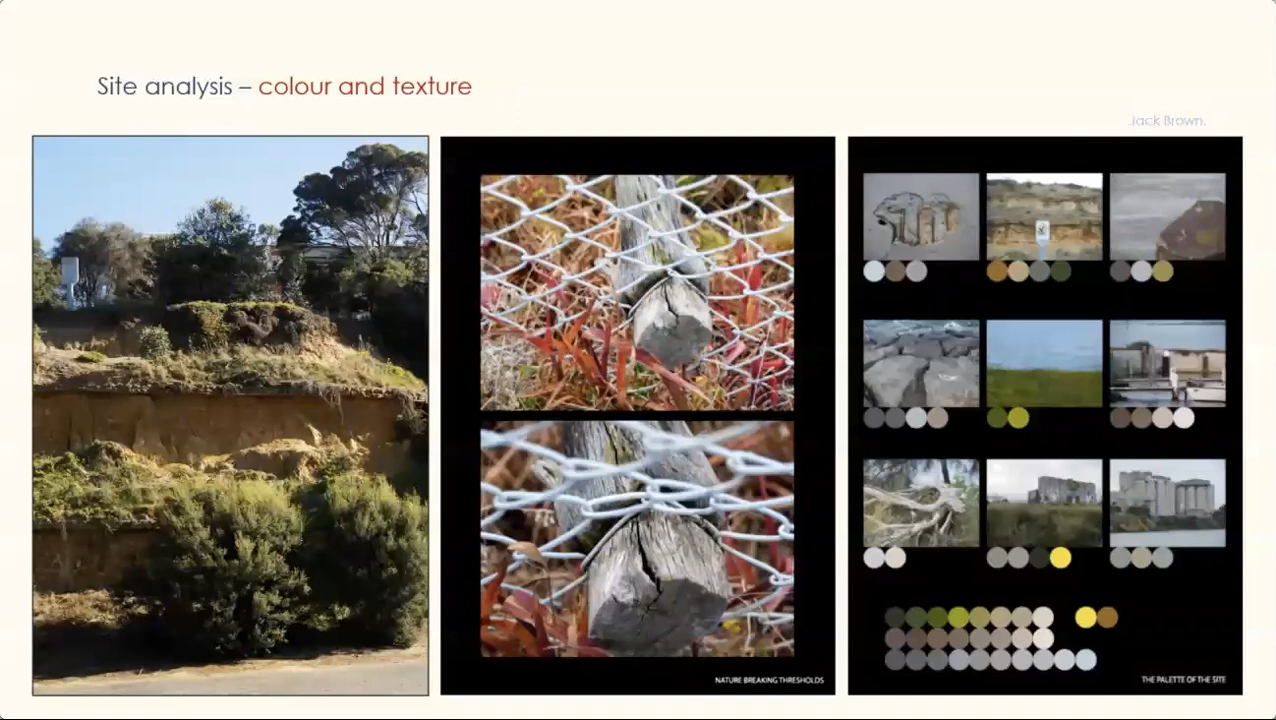 Site analysis – colour and texture
Jack Brown.
NATURE BREAKING THRESHOLDS
THE PALETTE OF THE SITE